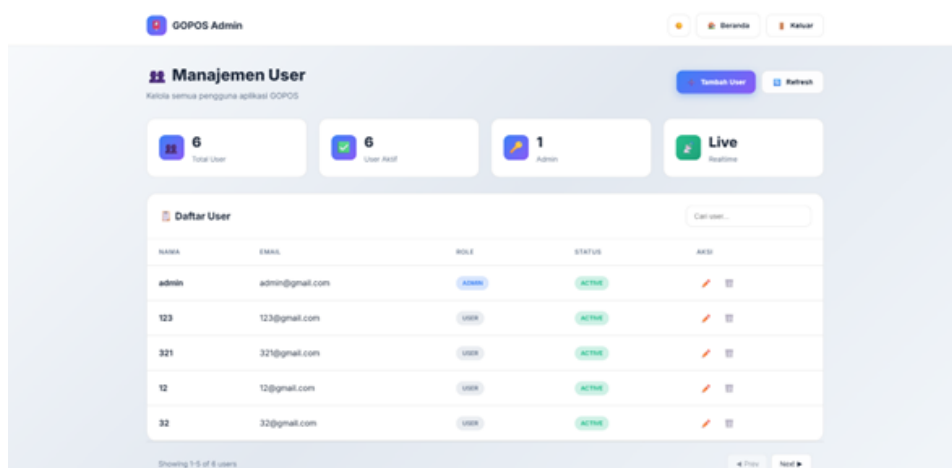 GOPOS Admin
Beranda
Keluar
Manajemen User
Kelola semua pengguna aplikasi GOPOS
Tambah User
Refresh
6
Total User
6
User Aktif
1
Admin
Live
Realtime
Daftar User
Cari user...
NAMA EMAIL ROLE STATUS AKSI
admin admin@gmail.com ADMIN ACTIVE
123 123@gmail.com USER ACTIVE
321 321@gmail.com USER ACTIVE
12 12@gmail.com USER ACTIVE
32 32@gmail.com USER ACTIVE
Showing 1-5 of 6 users
◀ Prev
Next ▶